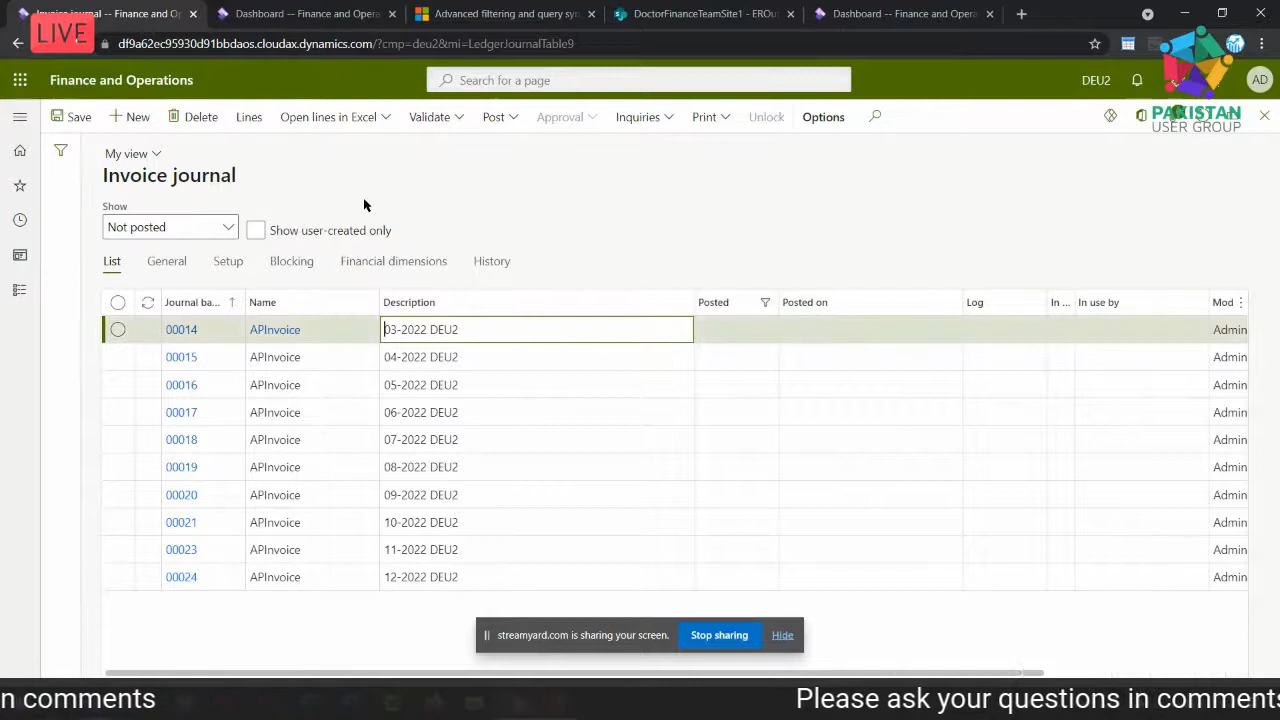 Invoice journal -- Finance and Op
Dashboard -- Finance and Operati
Advanced filtering and query syn
DoctorFinanceTeamSite1 - ERO
Dashboard -- Finance and Operati
LIVE
df9a62ec95930d91bbdaos.cloudax.dynamics.com/?cmp=deu2&mi=LedgerJournalTable9
Finance and Operations
Search for a page
DEU2
AD
PAKISTAN
USER GROUP
Save
New
Delete
Lines
Open lines in Excel
Validate
Post
Approval
Inquiries
Print
Unlock
Options
My view
Invoice journal
Show
Not posted
Show user-created only
List General Setup Blocking Financial dimensions History
Journal ba... Name Description Posted Posted on Log In ... In use by Mod
00014 APInvoice 03-2022 DEU2 Admin
00015 APInvoice 04-2022 DEU2 Admin
00016 APInvoice 05-2022 DEU2 Admin
00017 APInvoice 06-2022 DEU2 Admin
00018 APInvoice 07-2022 DEU2 Admin
00019 APInvoice 08-2022 DEU2 Admin
00020 APInvoice 09-2022 DEU2 Admin
00021 APInvoice 10-2022 DEU2 Admin
00023 APInvoice 11-2022 DEU2 Admin
00024 APInvoice 12-2022 DEU2 Admin
streamyard.com is sharing your screen.
Stop sharing
Hide
n comments Please ask your questions in comments